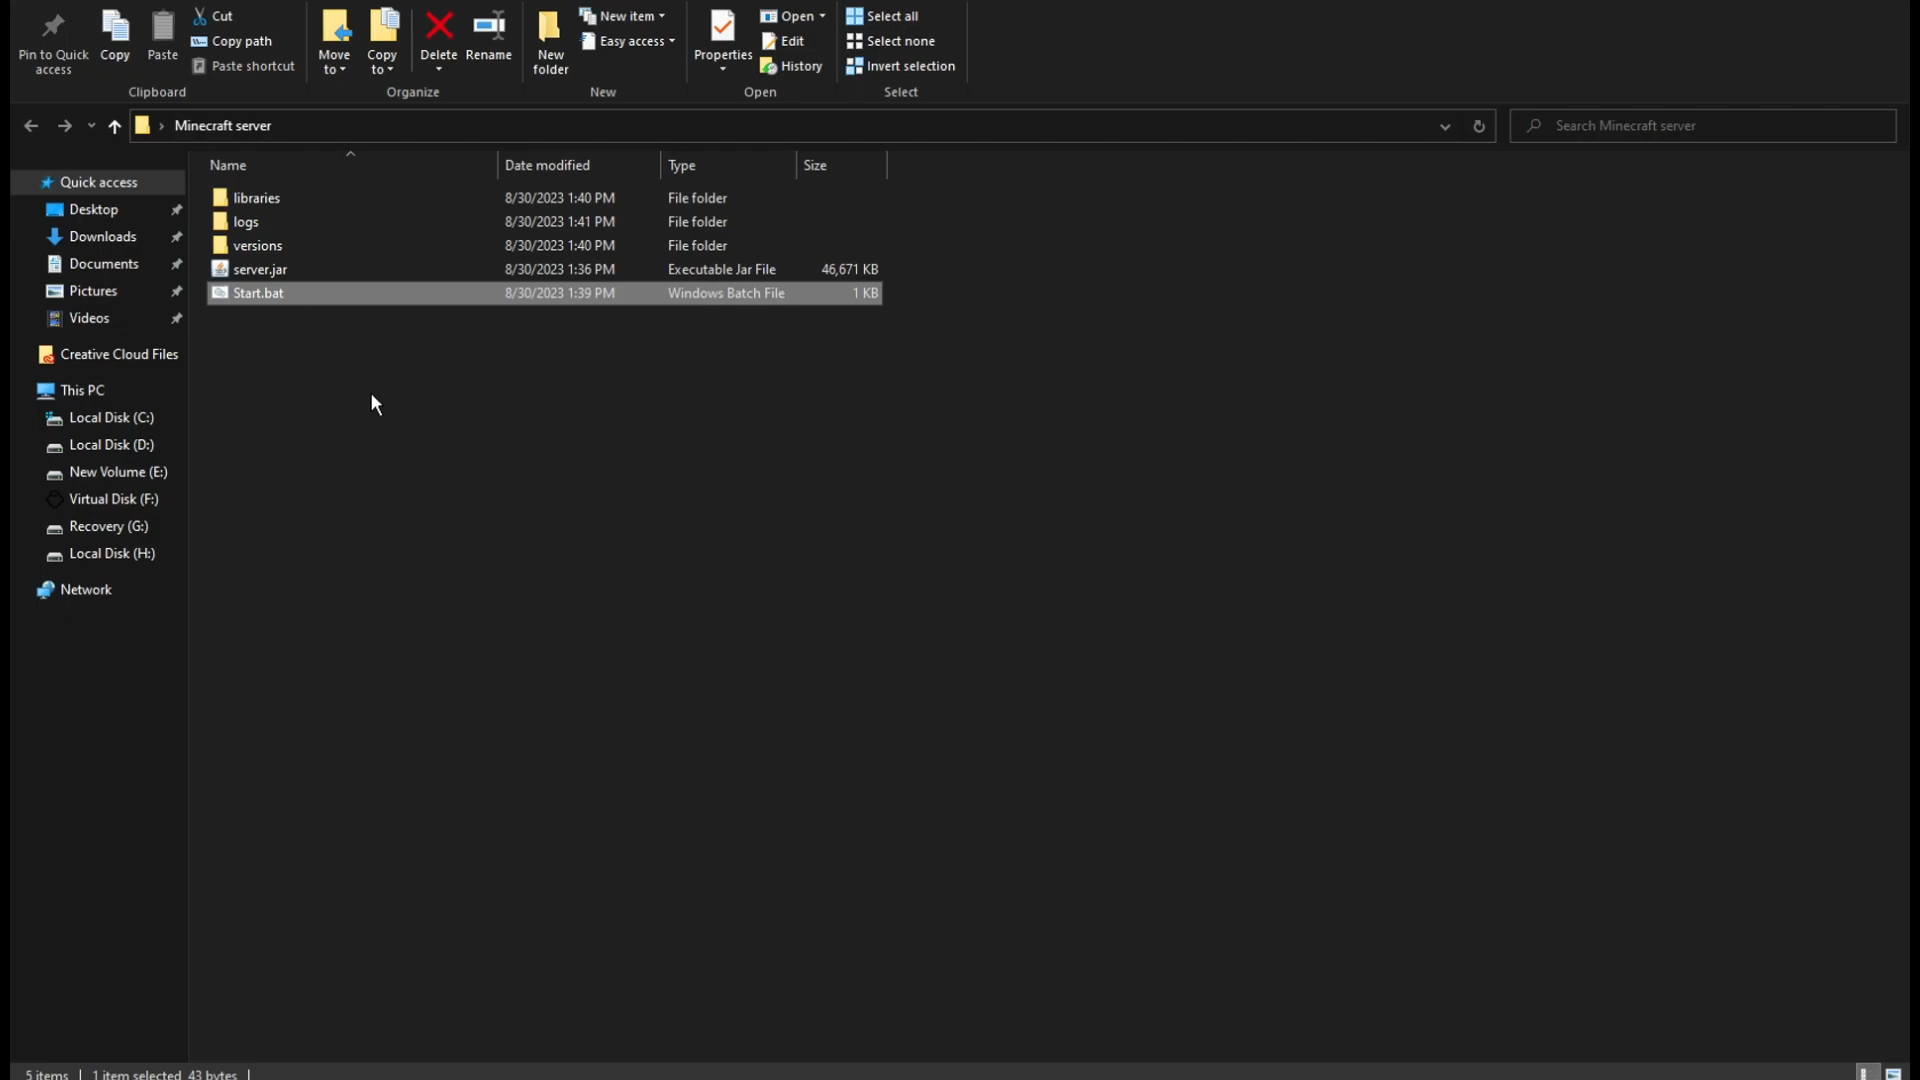 Pin to Quick access
Copy
Paste
Cut
Copy path
Paste shortcut
Clipboard
Move to
Copy to
Delete
Rename
Organize
New folder
New item
Easy access
New
Properties
Open
Edit
History
Open
Select all
Select none
Invert selection
Select
Minecraft server
Search Minecraft server
Name Date modified Type Size
libraries 8/30/2023 1:40 PM File folder
logs 8/30/2023 1:41 PM File folder
versions 8/30/2023 1:40 PM File folder
server.jar 8/30/2023 1:36 PM Executable Jar File 46,671 KB
Start.bat 8/30/2023 1:39 PM Windows Batch File 1 KB
Quick access
Desktop
Downloads
Documents
Pictures
Videos
Creative Cloud Files
This PC
Local Disk (C:)
Local Disk (D:)
New Volume (E:)
Virtual Disk (F:)
Recovery (G:)
Local Disk (H:)
Network
5 items 1 item selected 43 bytes